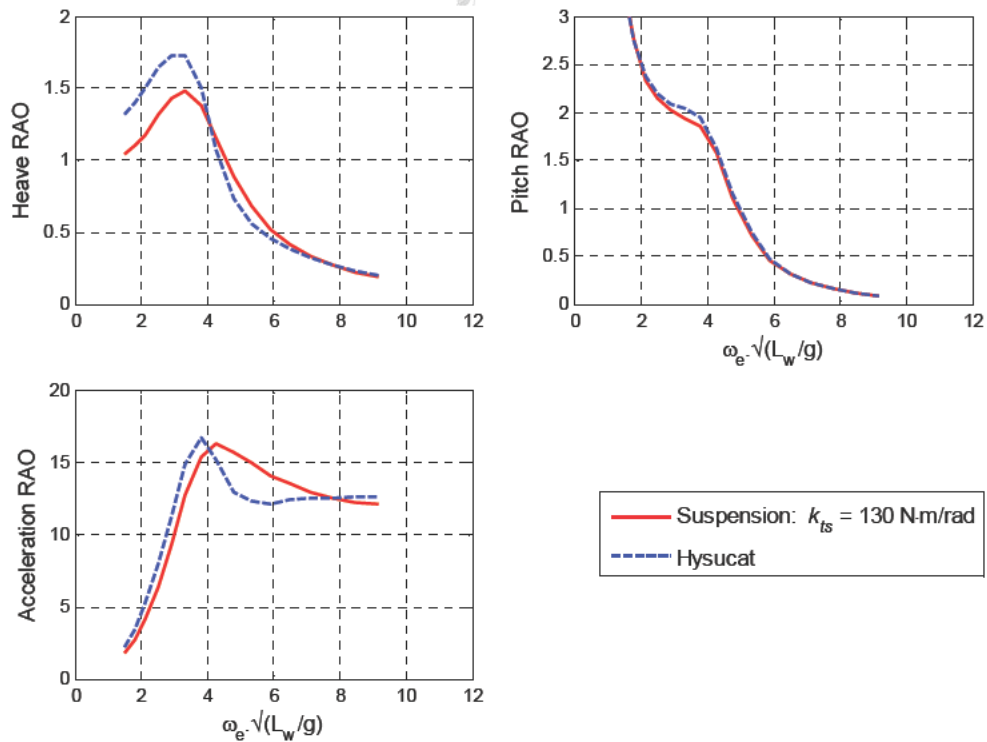 2
1.5
1
0.5
0
Heave RAO
0 2 4 6 8 10 12
3
2.5
2
1.5
1
0.5
0
Pitch RAO
0 2 4 6 8 10 12
ωe.√(Lw/g)
20
15
10
5
0
Acceleration RAO
0 2 4 6 8 10 12
ωe.√(Lw/g)
Suspension: kts = 130 N·m/rad
Hysucat